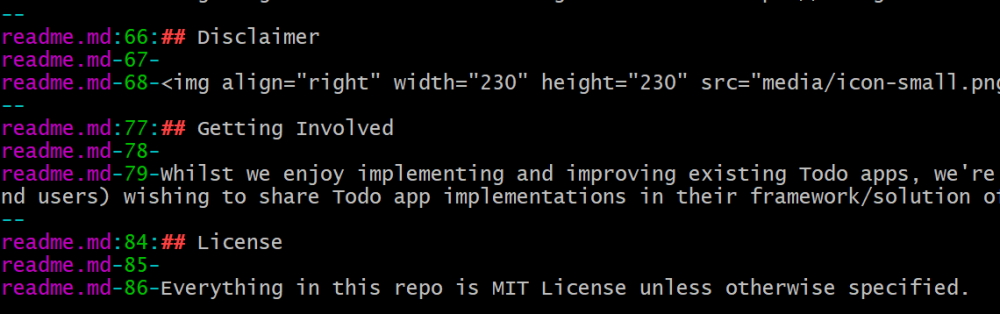 --
readme.md:66:## Disclaimer
readme.md-67-
readme.md-68-<img align="right" width="230" height="230" src="media/icon-small.png
--
readme.md:77:## Getting Involved
readme.md-78-
readme.md-79-Whilst we enjoy implementing and improving existing Todo apps, we're
nd users) wishing to share Todo app implementations in their framework/solution of
--
readme.md:84:## License
readme.md-85-
readme.md-86-Everything in this repo is MIT License unless otherwise specified.